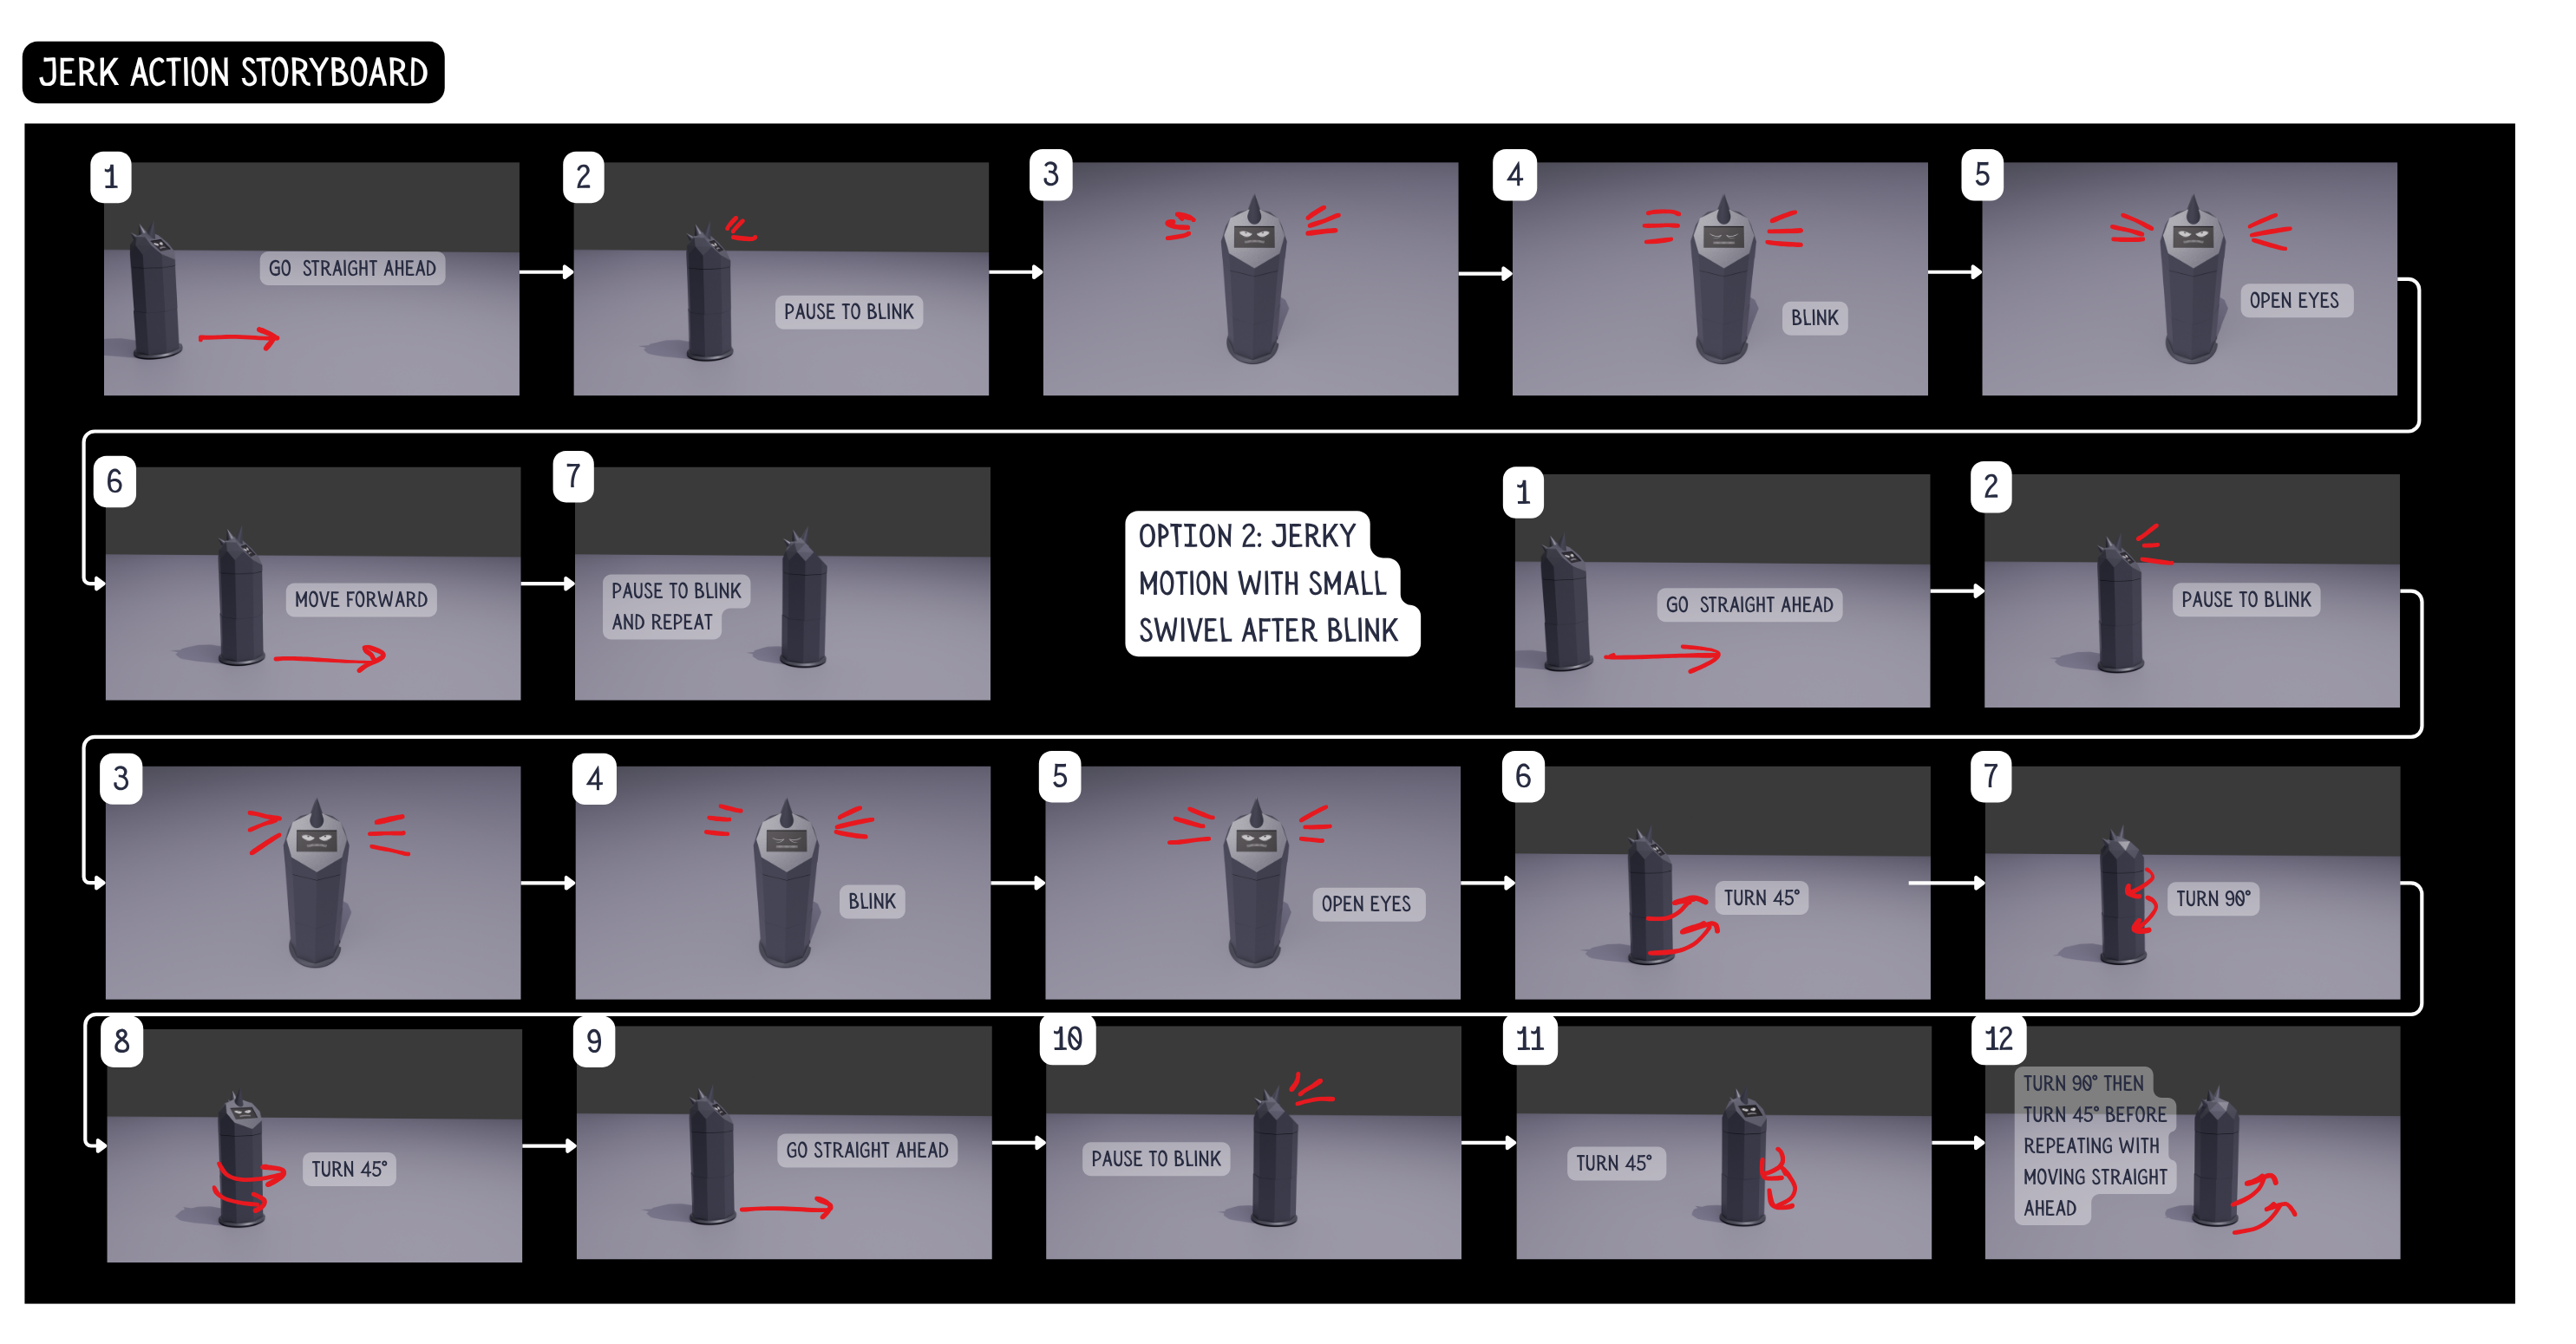 JERK ACTION STORYBOARD
1
GO STRAIGHT AHEAD
2
PAUSE TO BLINK
3
4
BLINK
5
OPEN EYES
6
MOVE FORWARD
7
PAUSE TO BLINK
AND REPEAT
OPTION 2: JERKY
MOTION WITH SMALL
SWIVEL AFTER BLINK
1
GO STRAIGHT AHEAD
2
PAUSE TO BLINK
3
4
BLINK
5
OPEN EYES
6
TURN 45°
7
TURN 90°
8
TURN 45°
9
GO STRAIGHT AHEAD
10
PAUSE TO BLINK
11
TURN 45°
12
TURN 90° THEN
TURN 45° BEFORE
REPEATING WITH
MOVING STRAIGHT
AHEAD